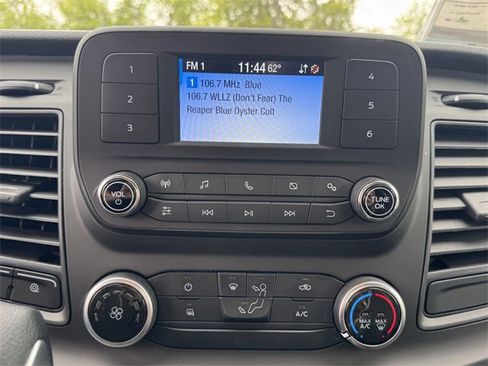 FM 1 11:44 62°
1 106.7 MHz Blue
106.7 WLLZ (Don't Fear) The
Reaper Blue Oyster Cult
1
2
3
4
5
6
VOL
TUNE
OK
A/C
MAX
A/C
MAX